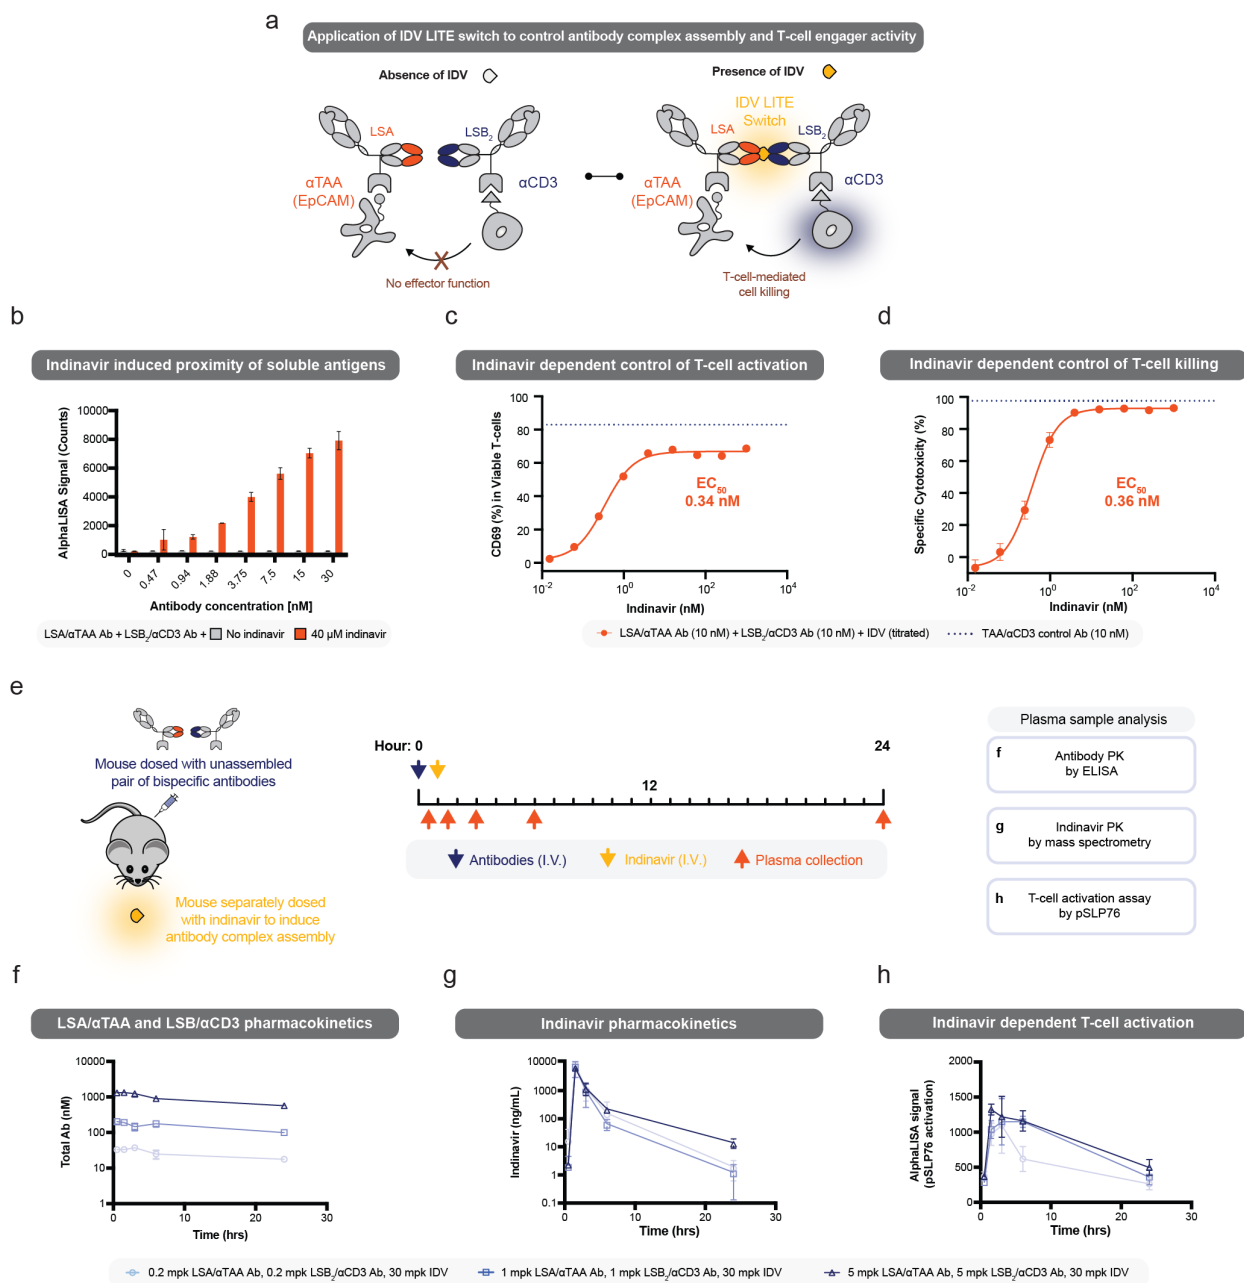 a
Application of IDV LITE switch to control antibody complex assembly and T-cell engager activity
Absence of IDV
Presence of IDV
IDV LITE
Switch
LSA
LSB2
LSA
LSB2
αTAA
(EpCAM)
αCD3
αTAA
(EpCAM)
αCD3
No effector function
T-cell-mediated
cell killing
b
Indinavir induced proximity of soluble antigens
AlphaLISA Signal (Counts)
10000
8000
6000
4000
2000
0
0
0.47
0.94
1.88
3.75
7.5
15
30
Antibody concentration [nM]
LSA/αTAA Ab + LSB2/αCD3 Ab + No indinavir 40 µM indinavir
c
Indinavir dependent control of T-cell activation
CD69 (%) in Viable T-cells
100
80
60
40
20
0
EC50
0.34 nM
10-2
100
102
104
Indinavir (nM)
d
Indinavir dependent control of T-cell killing
Specific Cytotoxicity (%)
100
80
60
40
20
0
EC50
0.36 nM
10-2
100
102
104
Indinavir (nM)
LSA/αTAA Ab (10 nM) + LSB2/αCD3 Ab (10 nM) + IDV (titrated) TAA/αCD3 control Ab (10 nM)
e
Mouse dosed with unassembled
pair of bispecific antibodies
Mouse separately dosed
with indinavir to induce
antibody complex assembly
Hour: 0
12
24
Antibodies (I.V.) Indinavir (I.V.) Plasma collection
Plasma sample analysis
f Antibody PK
by ELISA
g Indinavir PK
by mass spectrometry
h T-cell activation assay
by pSLP76
f
LSA/αTAA and LSB/αCD3 pharmacokinetics
Total Ab (nM)
10000
1000
100
10
1
0
10
20
30
Time (hrs)
g
Indinavir pharmacokinetics
Indinavir (ng/mL)
10000
1000
100
10
1
0.1
0
10
20
30
Time (hrs)
h
Indinavir dependent T-cell activation
AlphaLISA signal
(pSLP76 activation)
2000
1500
1000
500
0
0
10
20
30
Time (hrs)
0.2 mpk LSA/αTAA Ab, 0.2 mpk LSB2/αCD3 Ab, 30 mpk IDV 1 mpk LSA/αTAA Ab, 1 mpk LSB2/αCD3 Ab, 30 mpk IDV 5 mpk LSA/αTAA Ab, 5 mpk LSB2/αCD3 Ab, 30 mpk IDV